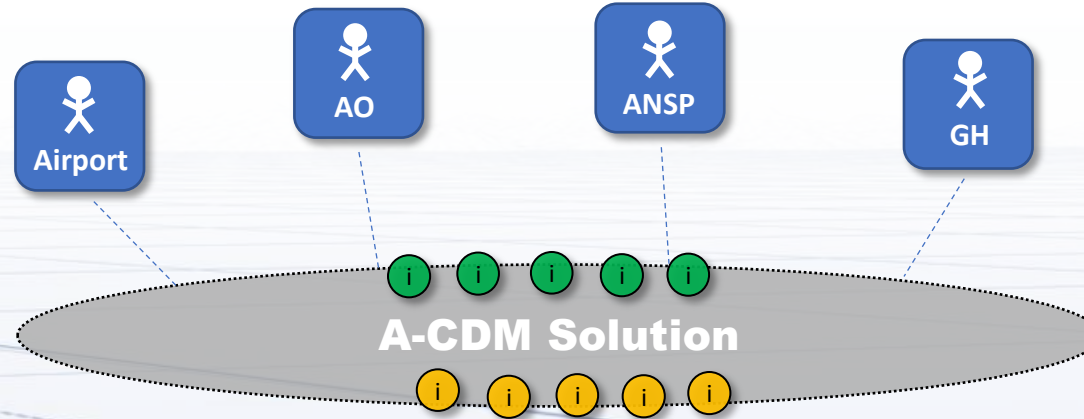 Airport
AO
ANSP
GH
i i i i i
A-CDM Solution
i i i i i